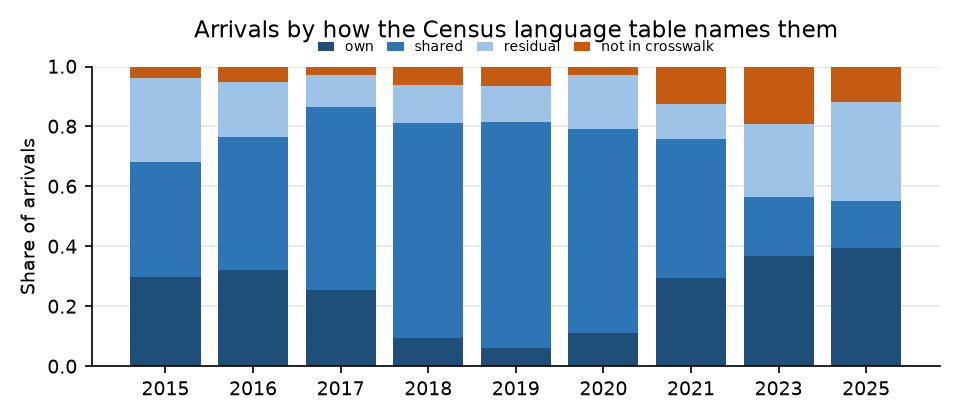 Arrivals by how the Census language table names them
own shared residual not in crosswalk
Share of arrivals
1.0
0.8
0.6
0.4
0.2
0.0
2015 2016 2017 2018 2019 2020 2021 2023 2025